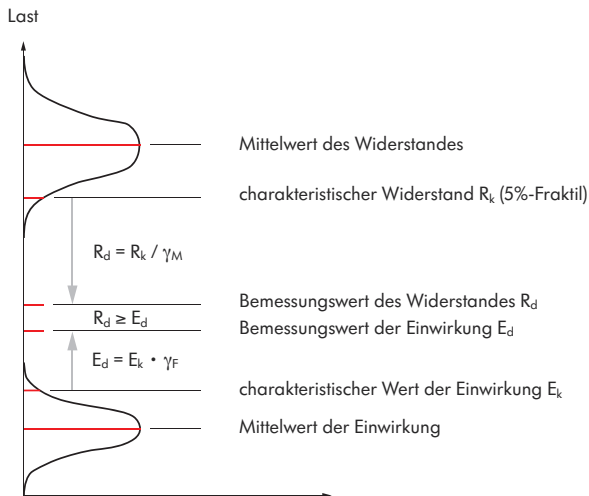 Last
Mittelwert des Widerstandes
charakteristischer Widerstand Rk (5%-Fraktil)
Rd = Rk / γM
Bemessungswert des Widerstandes Rd
Rd ≥ Ed
Bemessungswert der Einwirkung Ed
Ed = Ek · γF
charakteristischer Wert der Einwirkung Ek
Mittelwert der Einwirkung